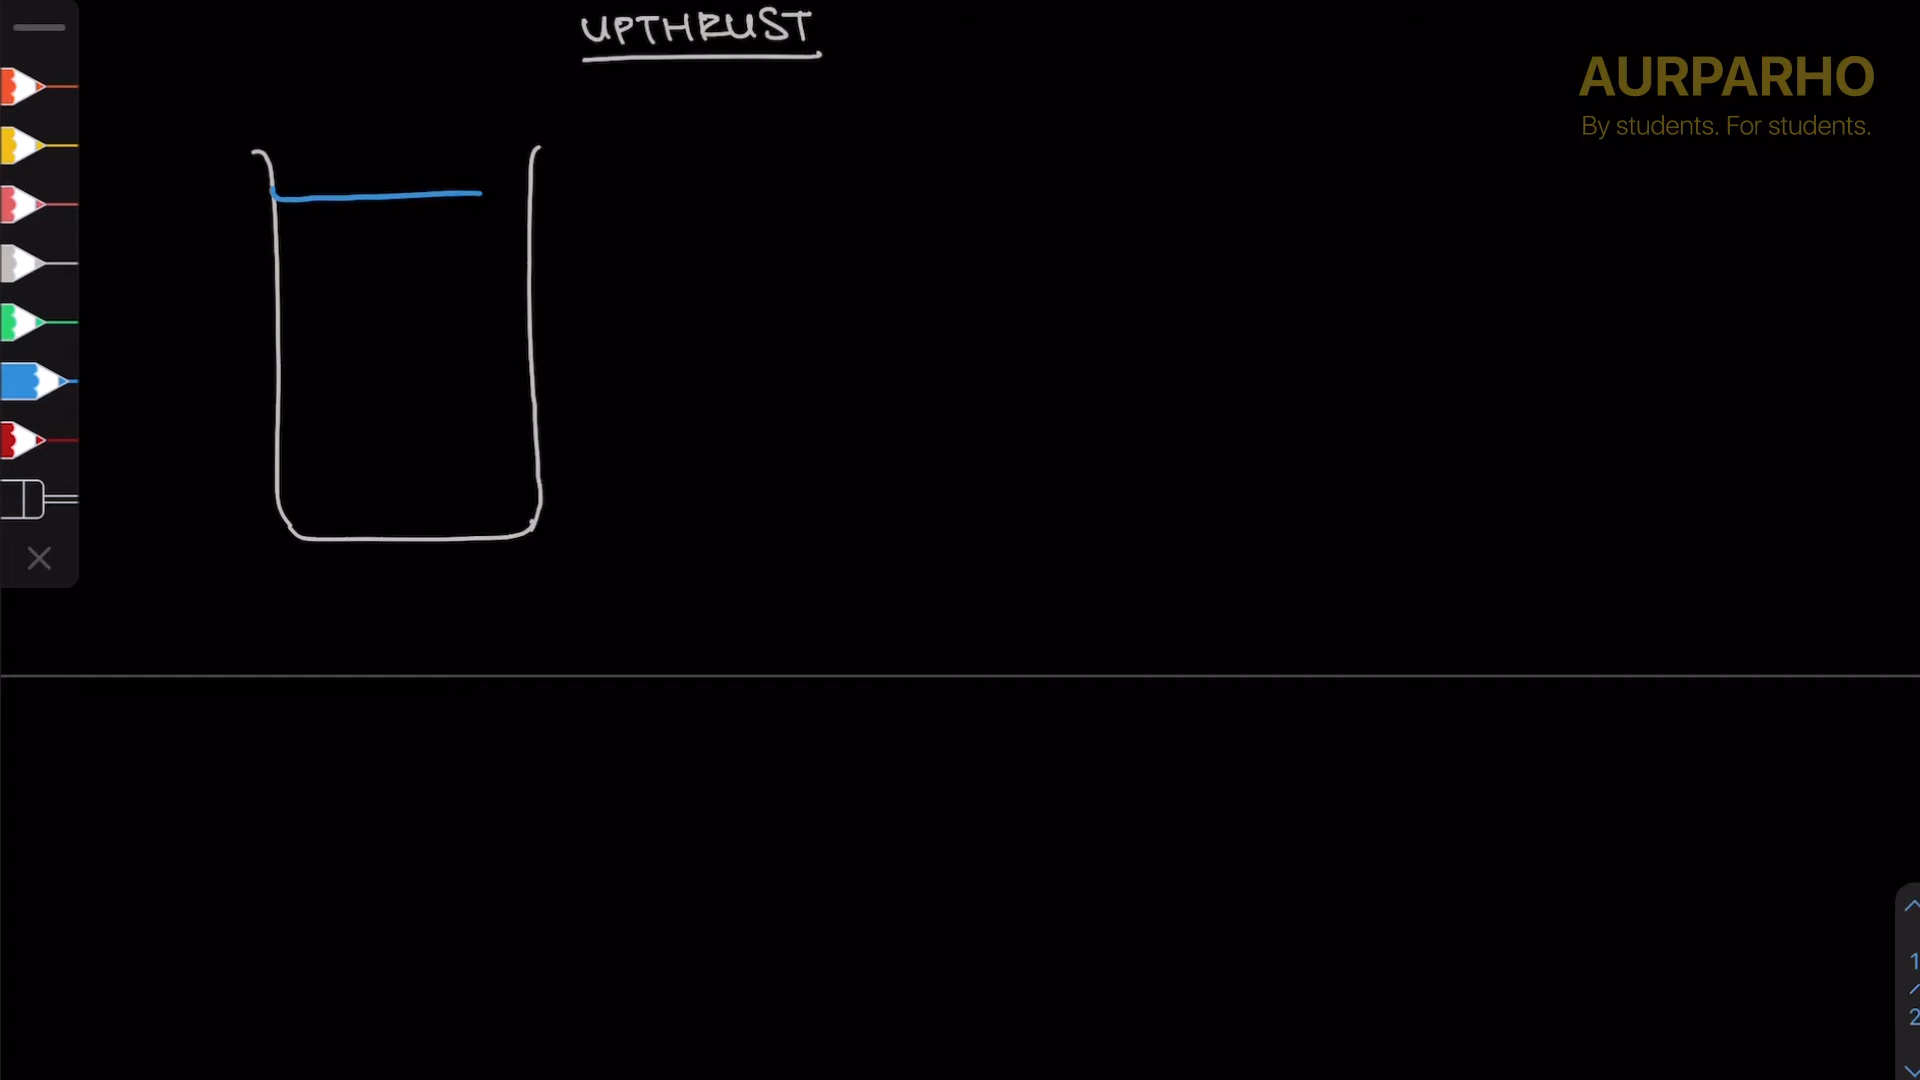 UPTHRUST
AURPARHO
By students. For students.
1
/
2